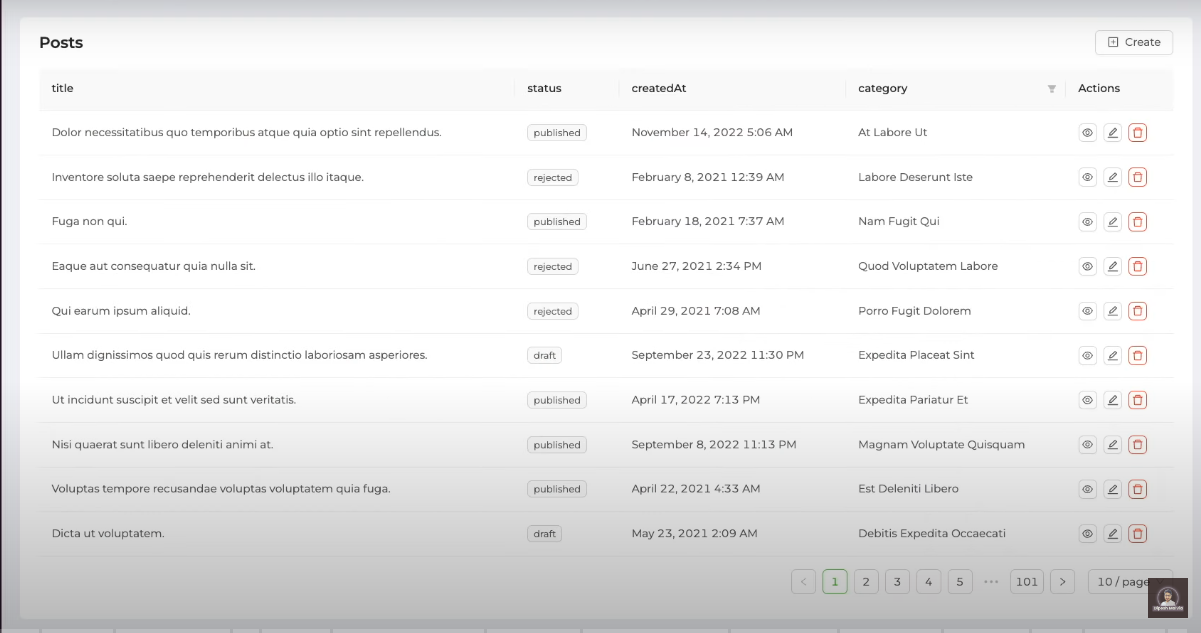 Posts
Create
title status createdAt category Actions
Dolor necessitatibus quo temporibus atque quia optio sint repellendus. published November 14, 2022 5:06 AM At Labore Ut
Inventore soluta saepe reprehenderit delectus illo itaque. rejected February 8, 2021 12:39 AM Labore Deserunt Iste
Fuga non qui. published February 18, 2021 7:37 AM Nam Fugit Qui
Eaque aut consequatur quia nulla sit. rejected June 27, 2021 2:34 PM Quod Voluptatem Labore
Qui earum ipsum aliquid. rejected April 29, 2021 7:08 AM Porro Fugit Dolorem
Ullam dignissimos quod quis rerum distinctio laboriosam asperiores. draft September 23, 2022 11:30 PM Expedita Placeat Sint
Ut incidunt suscipit et velit sed sunt veritatis. published April 17, 2022 7:13 PM Expedita Pariatur Et
Nisi quaerat sunt libero deleniti animi at. published September 8, 2022 11:13 PM Magnam Voluptate Quisquam
Voluptas tempore recusandae voluptas voluptatem quia fuga. published April 22, 2021 4:33 AM Est Deleniti Libero
Dicta ut voluptatem. draft May 23, 2021 2:09 AM Debitis Expedita Occaecati
< 1 2 3 4 5 ••• 101 > 10 / page